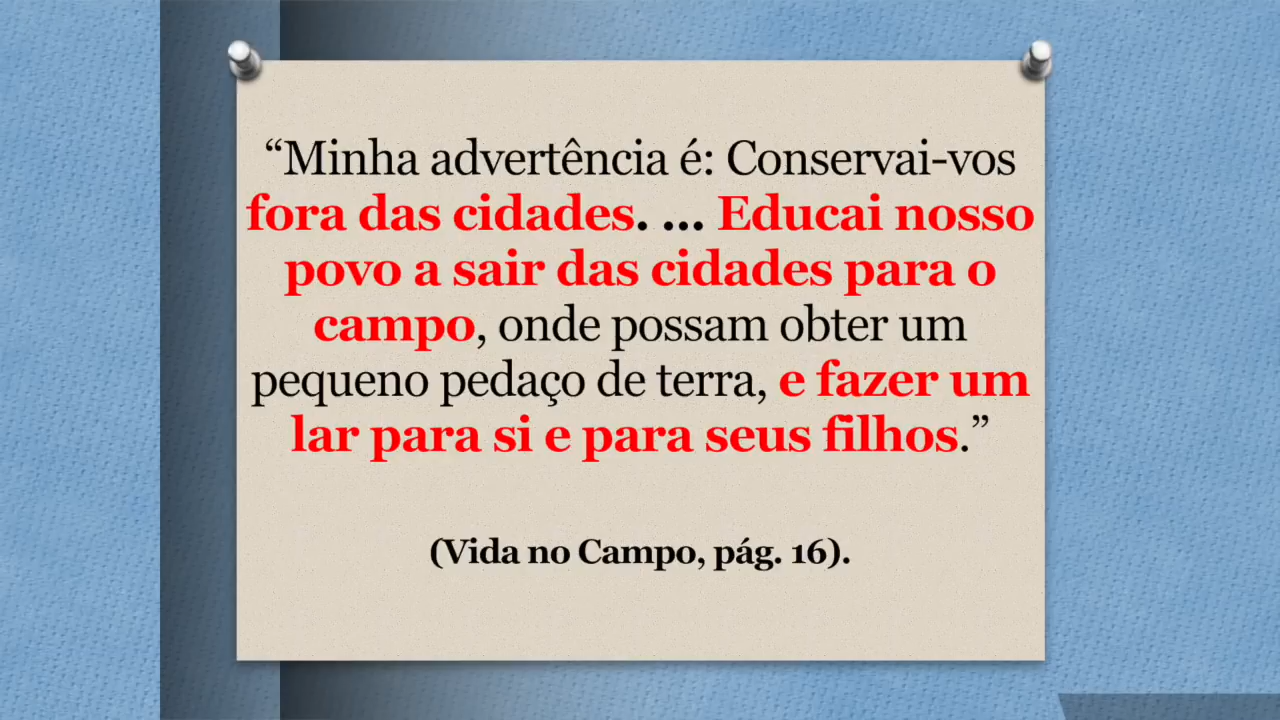 “Minha advertência é: Conservai-vos
fora das cidades. ... Educai nosso
povo a sair das cidades para o
campo, onde possam obter um
pequeno pedaço de terra, e fazer um
lar para si e para seus filhos.”
(Vida no Campo, pág. 16).